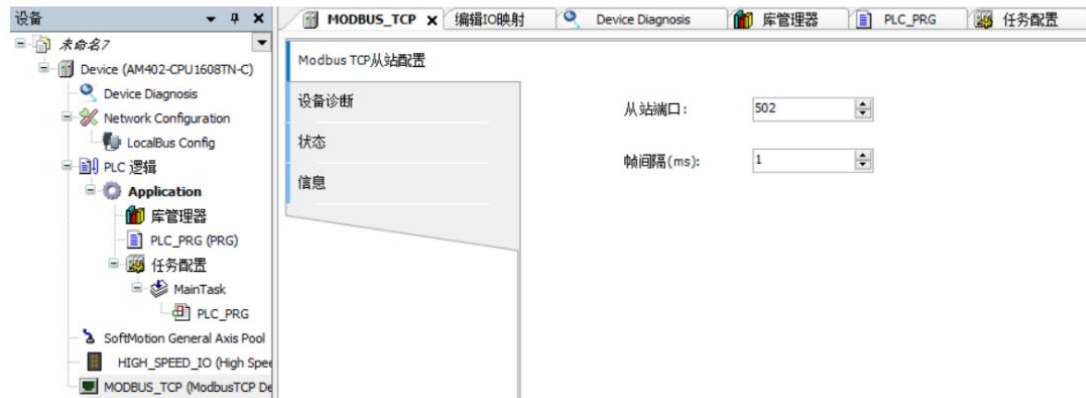 设备
未命名7
Device (AM402-CPU1608TN-C)
Device Diagnosis
Network Configuration
LocalBus Config
PLC 逻辑
Application
库管理器
PLC_PRG (PRG)
任务配置
MainTask
PLC_PRG
SoftMotion General Axis Pool
HIGH_SPEED_IO (High Spee
MODBUS_TCP (ModbusTCP De
MODBUS_TCP 编辑IO映射 Device Diagnosis 库管理器 PLC_PRG 任务配置
Modbus TCP从站配置
设备诊断
状态
信息
从站端口: 502
帧间隔(ms): 1